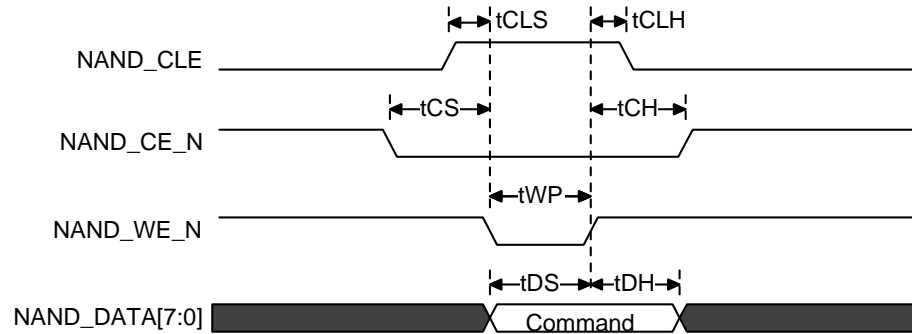 tCLS tCLH
NAND_CLE
tCS tCH
NAND_CE_N
tWP
NAND_WE_N
tDS tDH
NAND_DATA[7:0] Command